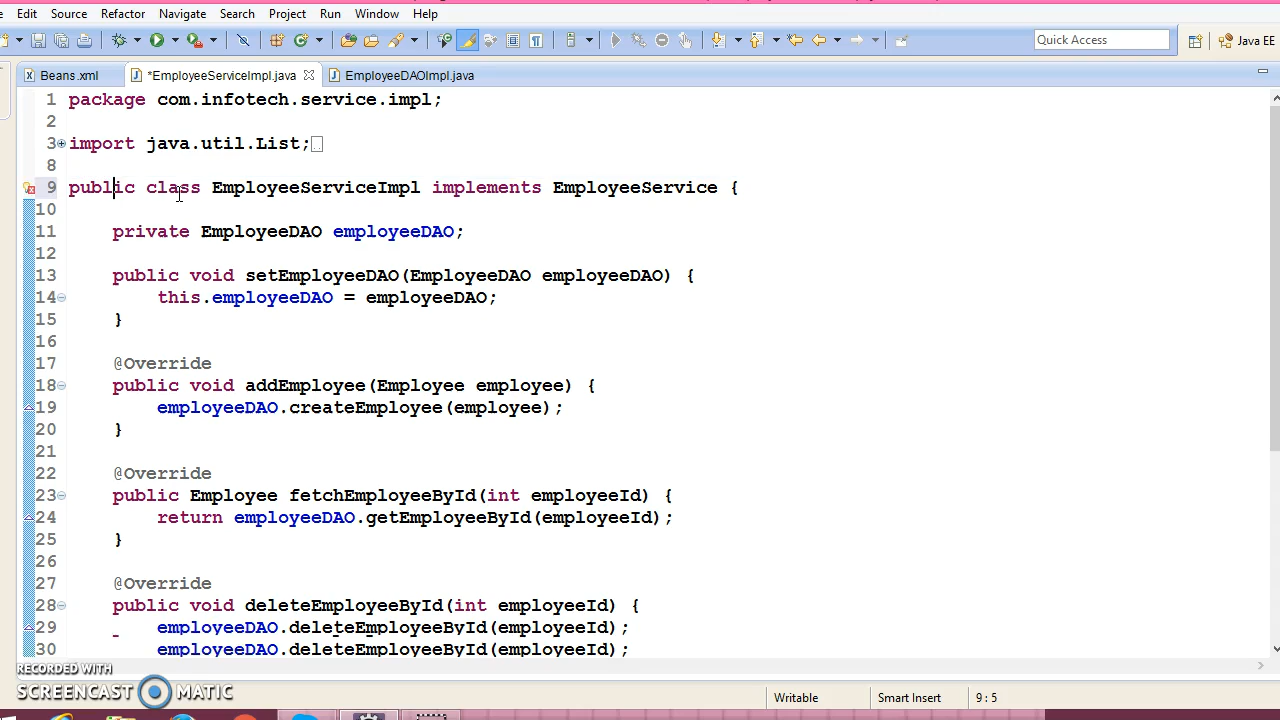 Edit Source Refactor Navigate Search Project Run Window Help
Quick Access Java EE
Beans.xml *EmployeeServiceImpl.java EmployeeDAOImpl.java
1 package com.infotech.service.impl;
2
3 import java.util.List;
8
9 public class EmployeeServiceImpl implements EmployeeService {
10
11 private EmployeeDAO employeeDAO;
12
13 public void setEmployeeDAO(EmployeeDAO employeeDAO) {
14 this.employeeDAO = employeeDAO;
15 }
16
17 @Override
18 public void addEmployee(Employee employee) {
19 employeeDAO.createEmployee(employee);
20 }
21
22 @Override
23 public Employee fetchEmployeeById(int employeeId) {
24 return employeeDAO.getEmployeeById(employeeId);
25 }
26
27 @Override
28 public void deleteEmployeeById(int employeeId) {
29 employeeDAO.deleteEmployeeById(employeeId);
30 employeeDAO.deleteEmployeeById(employeeId);
RECORDED WITH
SCREENCAST MATIC
Writable Smart Insert 9 : 5